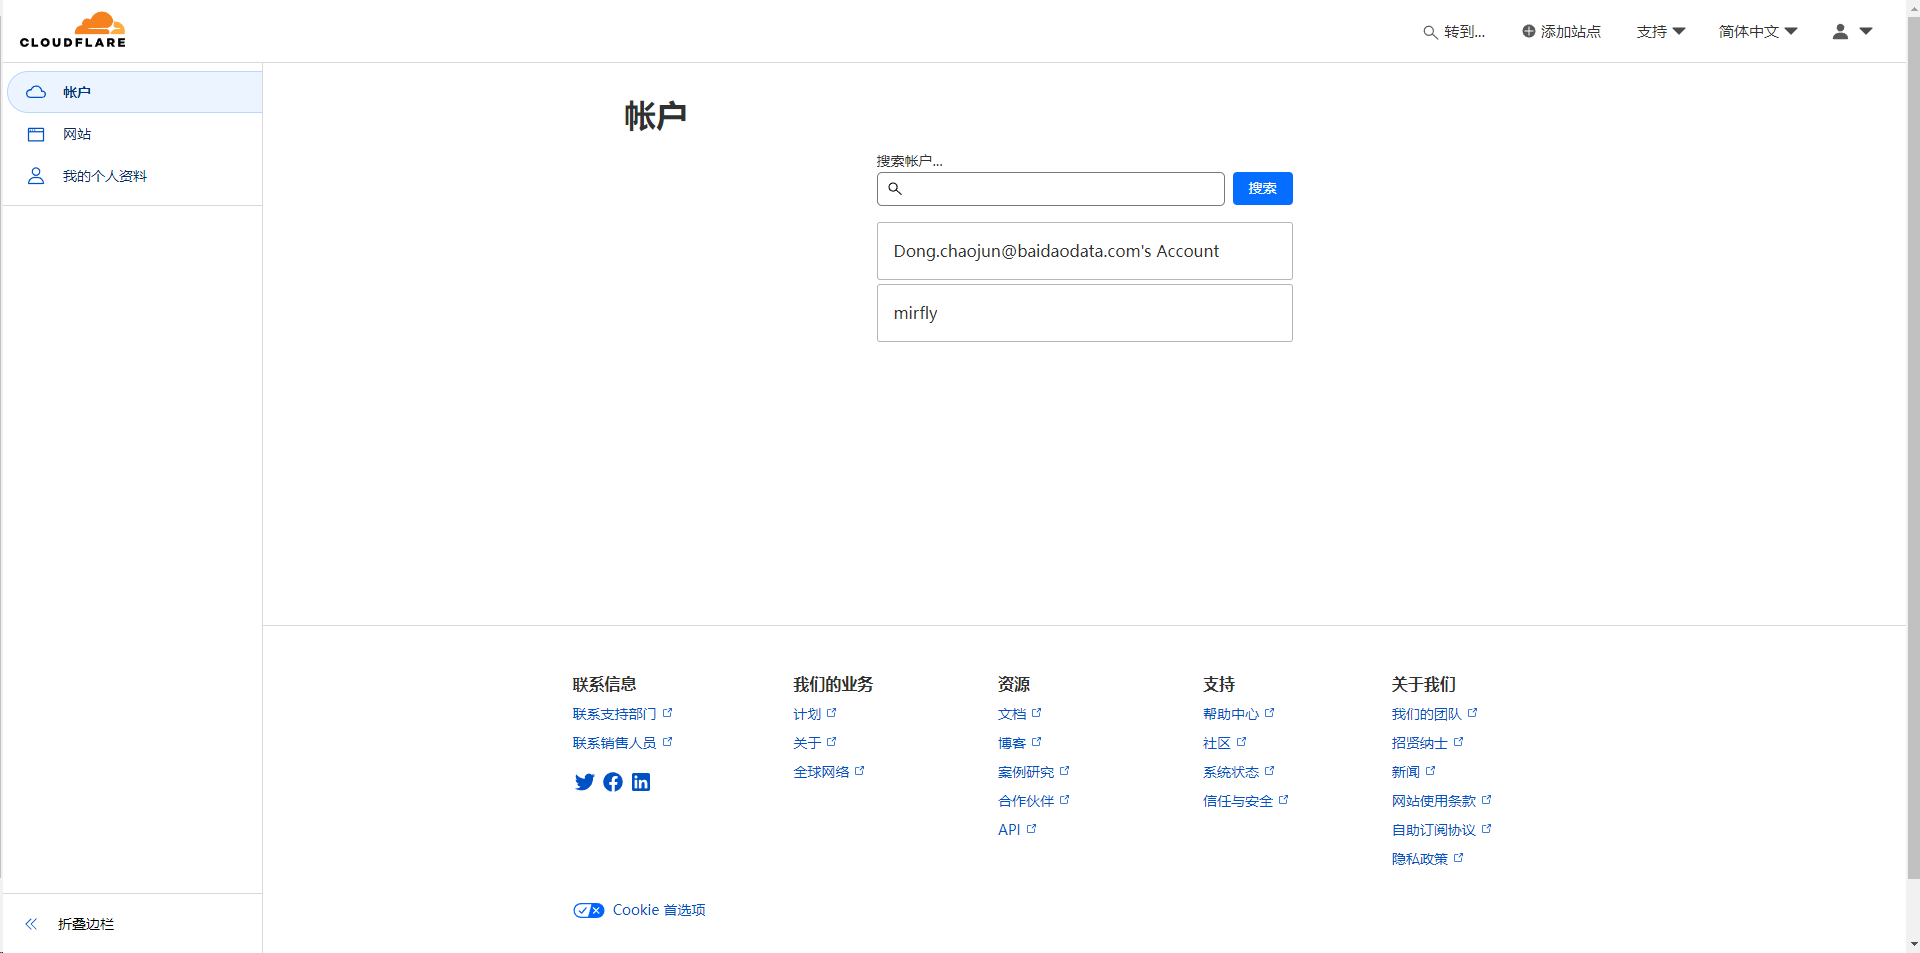 CLOUDFLARE
转到...
添加站点
支持
简体中文
帐户
网站
我的个人资料
帐户
搜索帐户...
搜索
Dong.chaojun@baidaodata.com's Account
mirfly
联系信息
联系支持部门
联系销售人员
我们的业务
计划
关于
全球网络
资源
文档
博客
案例研究
合作伙伴
API
支持
帮助中心
社区
系统状态
信任与安全
关于我们
我们的团队
招贤纳士
新闻
网站使用条款
自助订阅协议
隐私政策
Cookie 首选项
折叠边栏